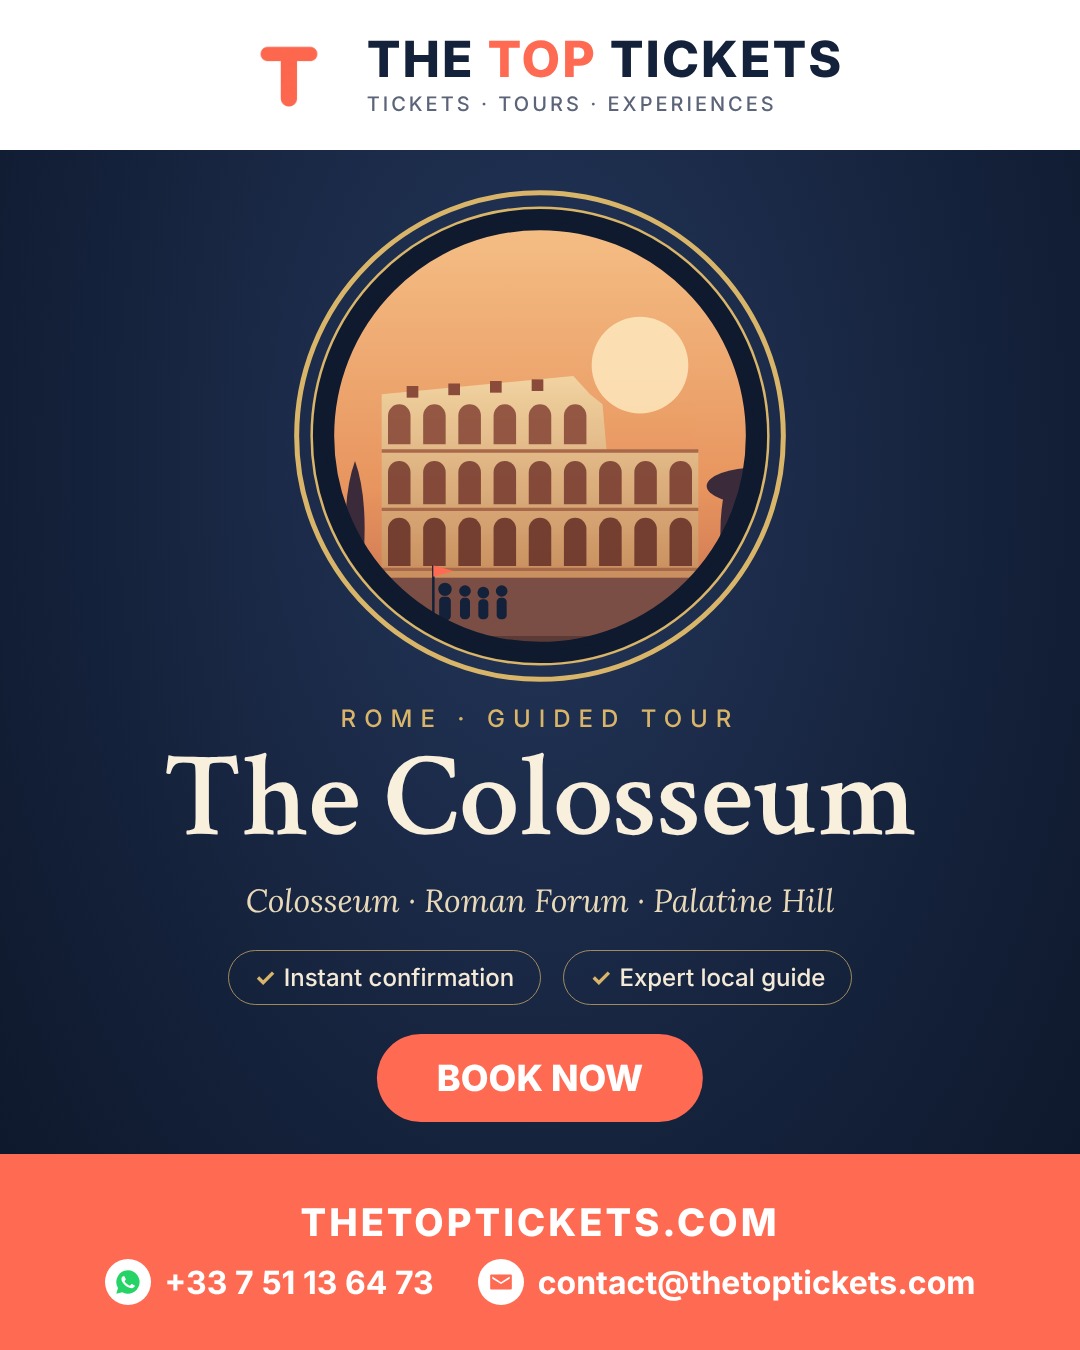 THE TOP TICKETS
TICKETS · TOURS · EXPERIENCES
ROME · GUIDED TOUR
The Colosseum
Colosseum · Roman Forum · Palatine Hill
✓ Instant confirmation
✓ Expert local guide
BOOK NOW
THETOPTICKETS.COM
+33 7 51 13 64 73
contact@thetoptickets.com